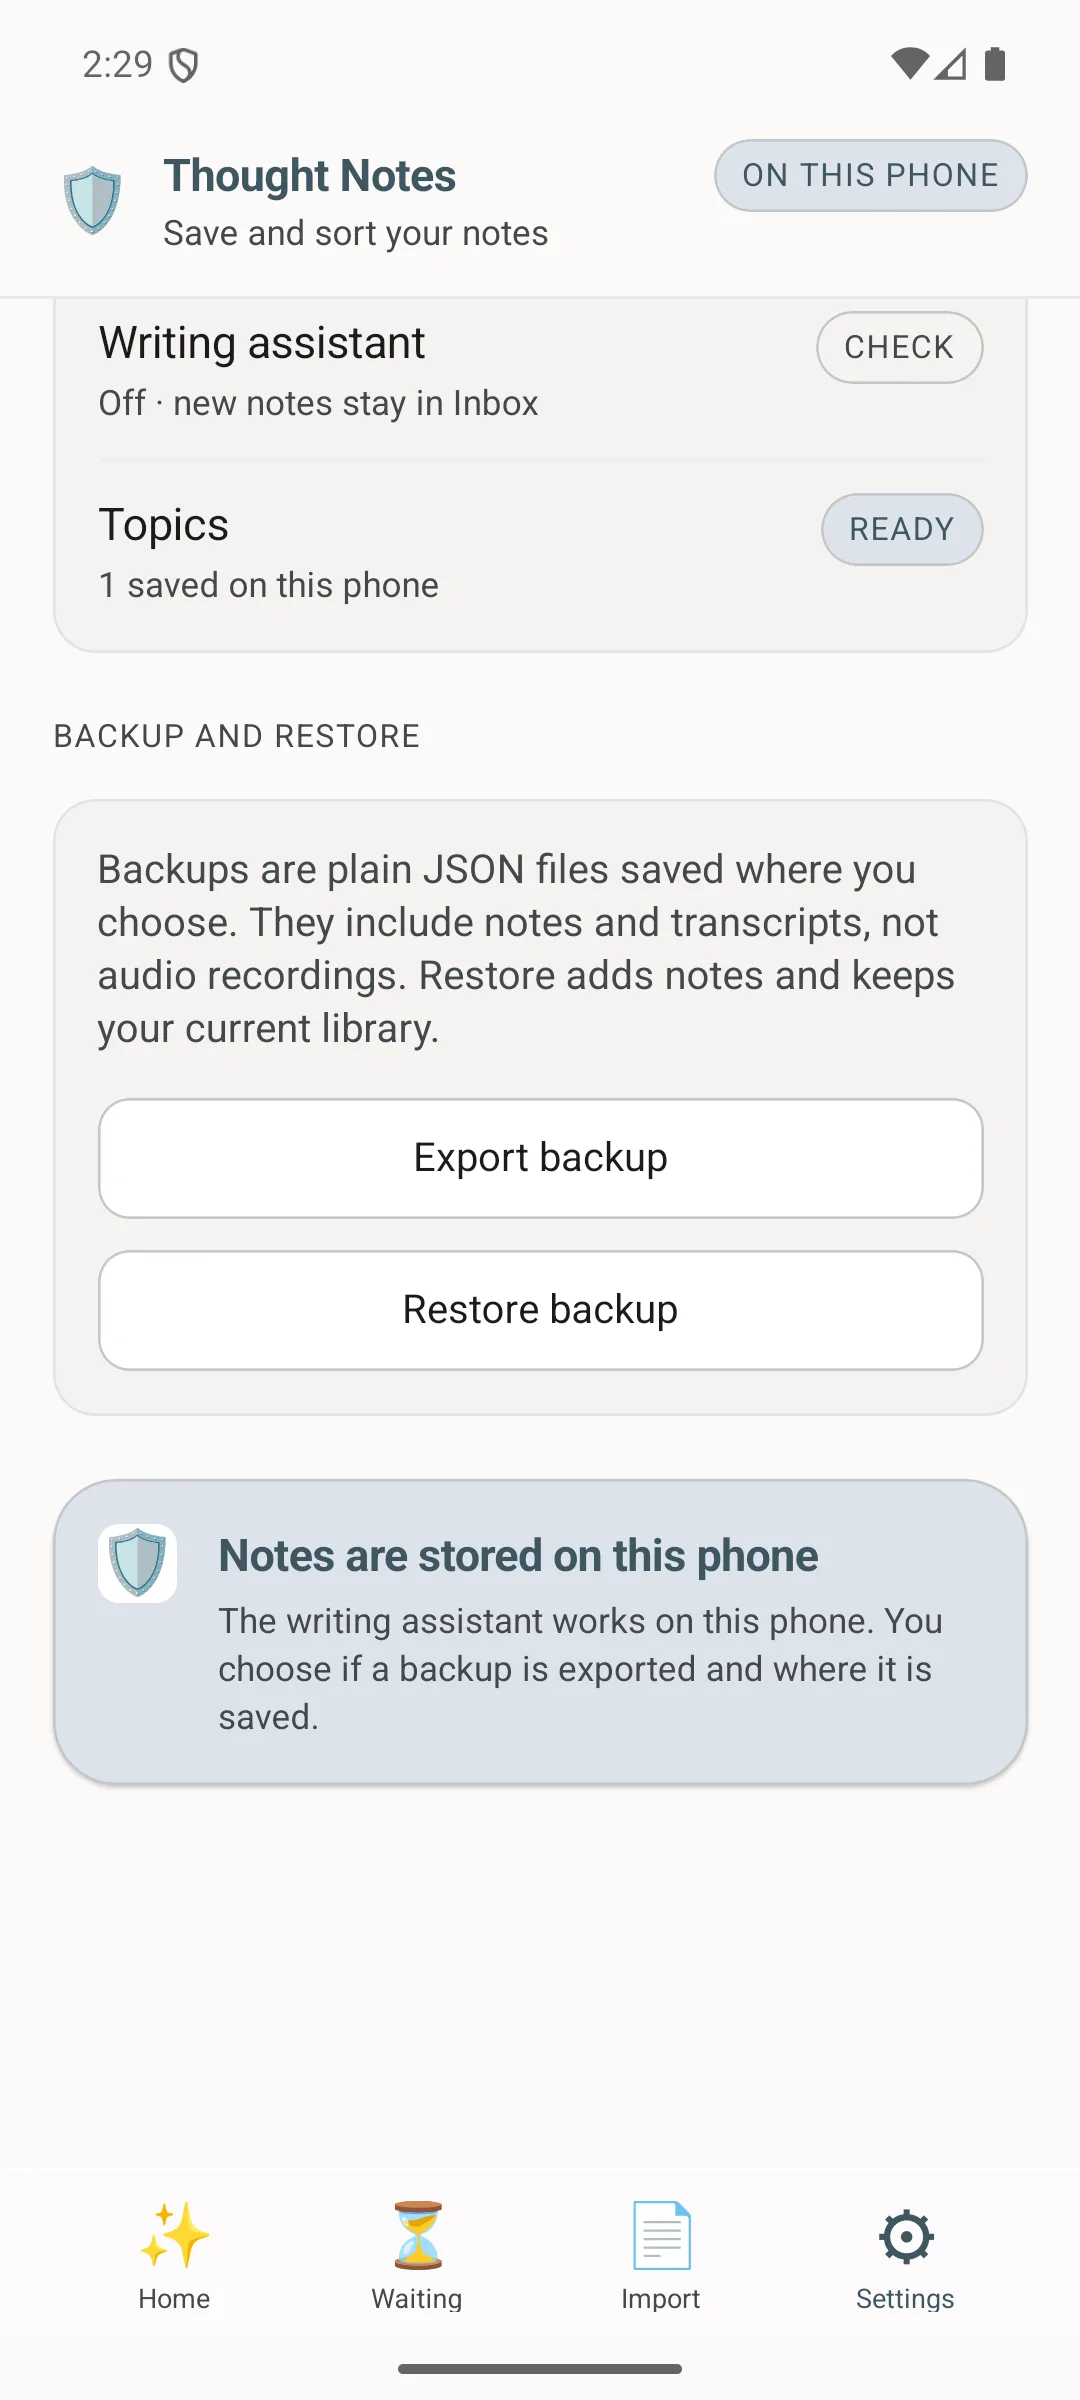 2:29
Thought Notes
ON THIS PHONE
Save and sort your notes
Writing assistant
CHECK
Off · new notes stay in Inbox
Topics
READY
1 saved on this phone
BACKUP AND RESTORE
Backups are plain JSON files saved where you
choose. They include notes and transcripts, not
audio recordings. Restore adds notes and keeps
your current library.
Export backup
Restore backup
Notes are stored on this phone
The writing assistant works on this phone. You
choose if a backup is exported and where it is
saved.
Home
Waiting
Import
Settings